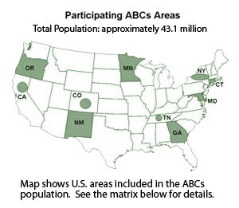 Participating ABCs Areas
Total Population: approximately 43.1 million
OR
MN
NY
CT
CA
CO
MD
TN
NM
GA
Map shows U.S. areas included in the ABCs
population. See the matrix below for details.